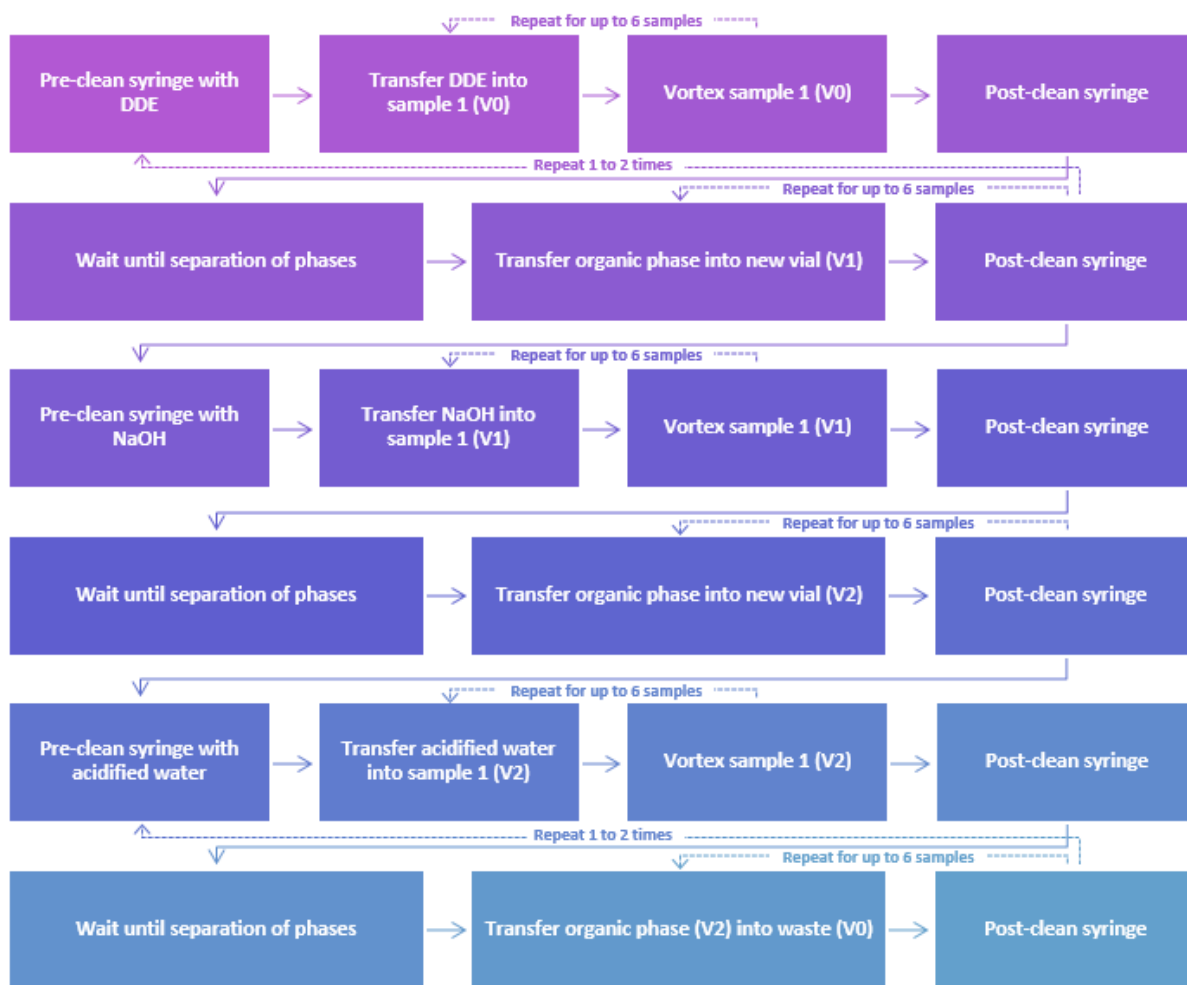 Repeat for up to 6 samples
Pre-clean syringe with
DDE
Transfer DDE into
sample 1 (V0)
Vortex sample 1 (V0)
Post-clean syringe
Repeat 1 to 2 times
Repeat for up to 6 samples
Wait until separation of phases
Transfer organic phase into new vial (V1)
Post-clean syringe
Repeat for up to 6 samples
Pre-clean syringe with
NaOH
Transfer NaOH into
sample 1 (V1)
Vortex sample 1 (V1)
Post-clean syringe
Repeat for up to 6 samples
Wait until separation of phases
Transfer organic phase into new vial (V2)
Post-clean syringe
Repeat for up to 6 samples
Pre-clean syringe with
acidified water
Transfer acidified water
into sample 1 (V2)
Vortex sample 1 (V2)
Post-clean syringe
Repeat 1 to 2 times
Repeat for up to 6 samples
Wait until separation of phases
Transfer organic phase (V2) into waste (V0)
Post-clean syringe